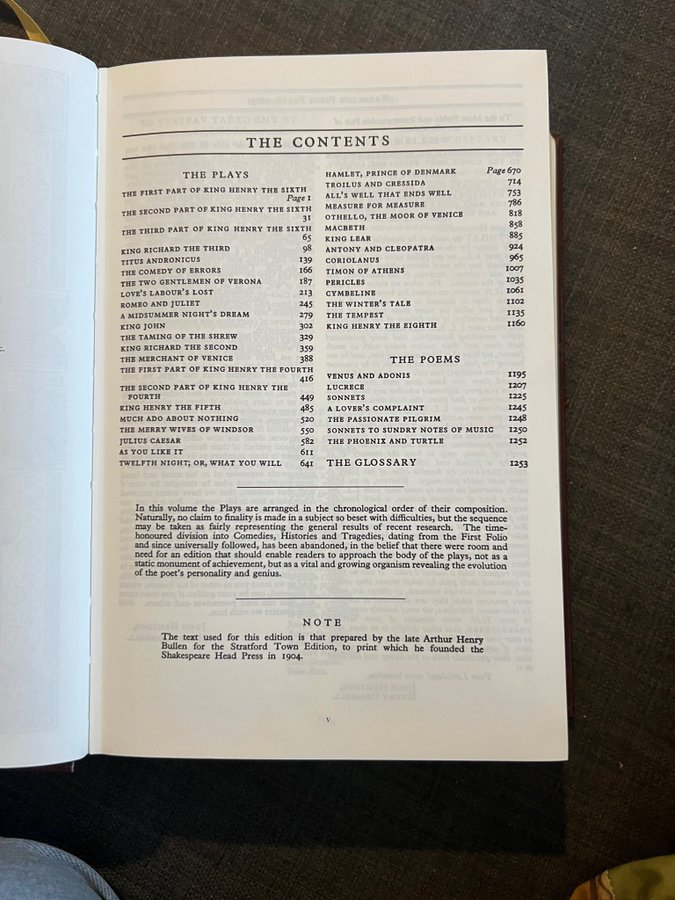 THE CONTENTS
THE PLAYS
THE FIRST PART OF KING HENRY THE SIXTH
Page 1
THE SECOND PART OF KING HENRY THE SIXTH
31
THE THIRD PART OF KING HENRY THE SIXTH
65
KING RICHARD THE THIRD 98
TITUS ANDRONICUS 139
THE COMEDY OF ERRORS 166
THE TWO GENTLEMEN OF VERONA 187
LOVE'S LABOUR'S LOST 213
ROMEO AND JULIET 245
A MIDSUMMER NIGHT'S DREAM 279
KING JOHN 302
THE TAMING OF THE SHREW 329
KING RICHARD THE SECOND 359
THE MERCHANT OF VENICE 388
THE FIRST PART OF KING HENRY THE FOURTH
416
THE SECOND PART OF KING HENRY THE
FOURTH 449
KING HENRY THE FIFTH 485
MUCH ADO ABOUT NOTHING 520
THE MERRY WIVES OF WINDSOR 550
JULIUS CAESAR 582
AS YOU LIKE IT 611
TWELFTH NIGHT; OR, WHAT YOU WILL 641
HAMLET, PRINCE OF DENMARK Page 670
TROILUS AND CRESSIDA 714
ALL'S WELL THAT ENDS WELL 753
MEASURE FOR MEASURE 786
OTHELLO, THE MOOR OF VENICE 818
MACBETH 858
KING LEAR 885
ANTONY AND CLEOPATRA 924
CORIOLANUS 965
TIMON OF ATHENS 1007
PERICLES 1035
CYMBELINE 1061
THE WINTER'S TALE 1102
THE TEMPEST 1135
KING HENRY THE EIGHTH 1160
THE POEMS
VENUS AND ADONIS 1195
LUCRECE 1207
SONNETS 1225
A LOVER'S COMPLAINT 1245
THE PASSIONATE PILGRIM 1248
SONNETS TO SUNDRY NOTES OF MUSIC 1250
THE PHOENIX AND TURTLE 1252
THE GLOSSARY 1253
In this volume the Plays are arranged in the chronological order of their composition.
Naturally, no claim to finality is made in a subject so beset with difficulties, but the sequence
may be taken as fairly representing the general results of recent research. The time-
honoured division into Comedies, Histories and Tragedies, dating from the First Folio
and since universally followed, has been abandoned, in the belief that there were room and
need for an edition that should enable readers to approach the body of the plays, not as a
static monument of achievement, but as a vital and growing organism revealing the evolution
of the poet's personality and genius.
NOTE
The text used for this edition is that prepared by the late Arthur Henry
Bullen for the Stratford Town Edition, to print which he founded the
Shakespeare Head Press in 1904.
v